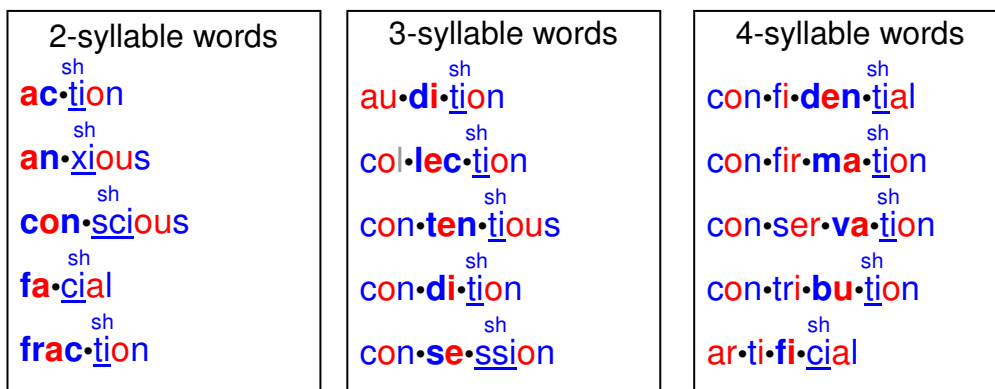 2-syllable words
sh
ac•tion
sh
an•xious
sh
con•scious
sh
fa•cial
sh
frac•tion
3-syllable words
sh
au•di•tion
sh
col•lec•tion
sh
con•ten•tious
sh
con•di•tion
sh
con•se•ssion
4-syllable words
sh
con•fi•den•tial
sh
con•fir•ma•tion
sh
con•ser•va•tion
sh
con•tri•bu•tion
sh
ar•ti•fi•cial